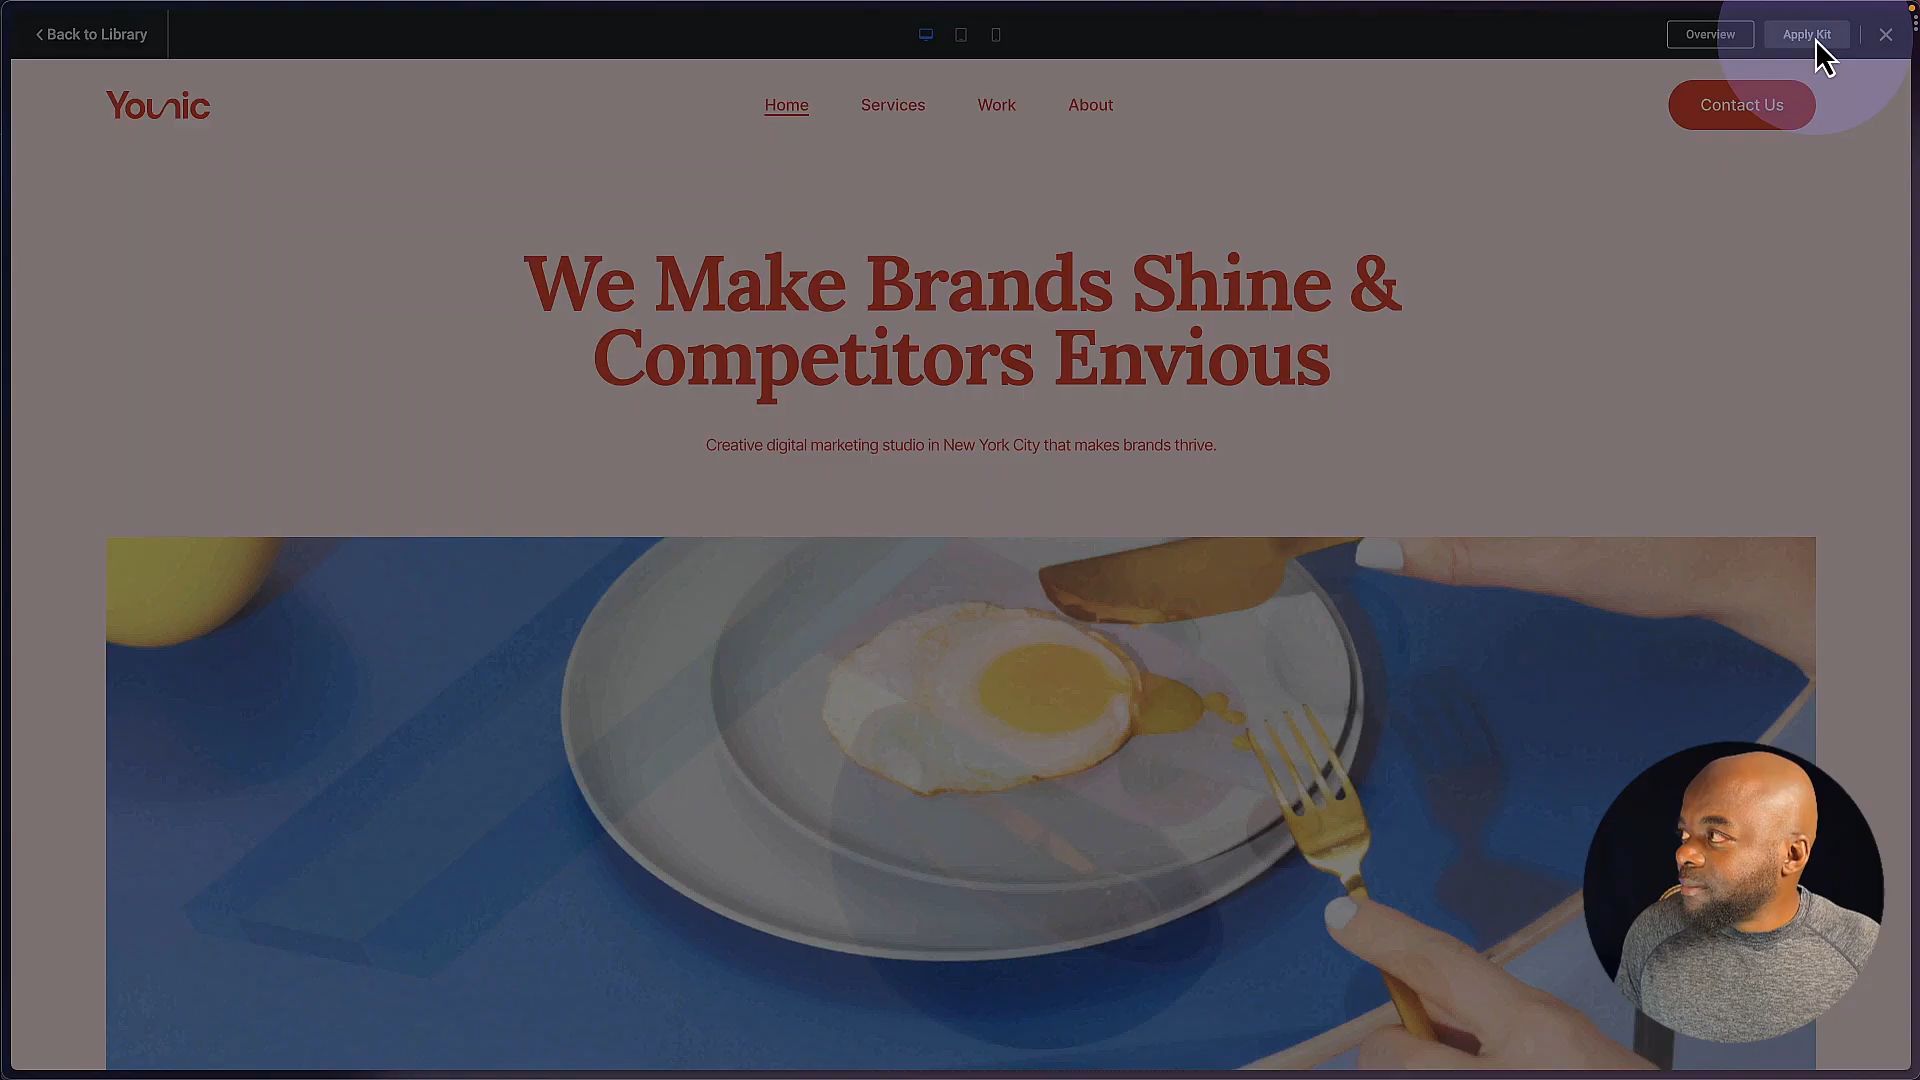 Back to Library
Overview
Apply Kit
Younic
Home
Services
Work
About
Contact Us
We Make Brands Shine &
Competitors Envious
Creative digital marketing studio in New York City that makes brands thrive.